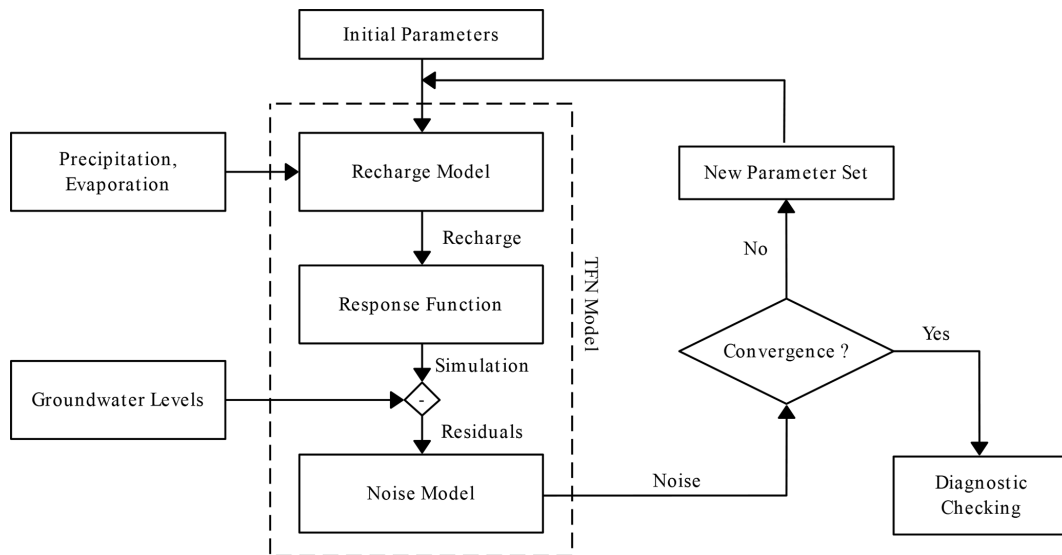 Initial Parameters
Precipitation,
Evaporation
Recharge Model
New Parameter Set
Recharge
No
TFN Model
Response Function
Yes
Convergence ?
Simulation
Groundwater Levels
-
Residuals
Noise Model
Noise
Diagnostic
Checking